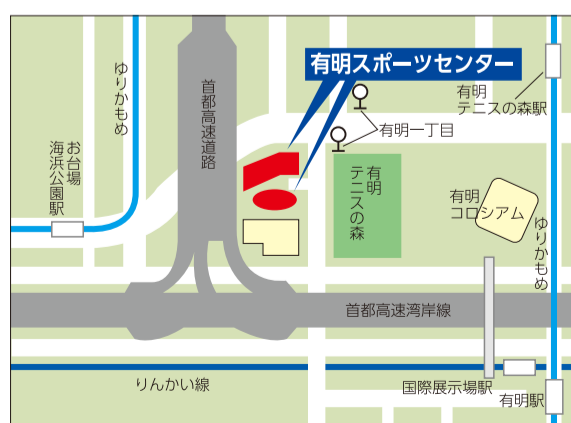 有明スポーツセンター
ゆりかもめ
首都高速道路
有明
テニスの森駅
有明一丁目
お台場
海浜公園駅
有明
テニスの森
有明
コロシアム
ゆりかもめ
首都高速湾岸線
りんかい線
国際展示場駅
有明駅